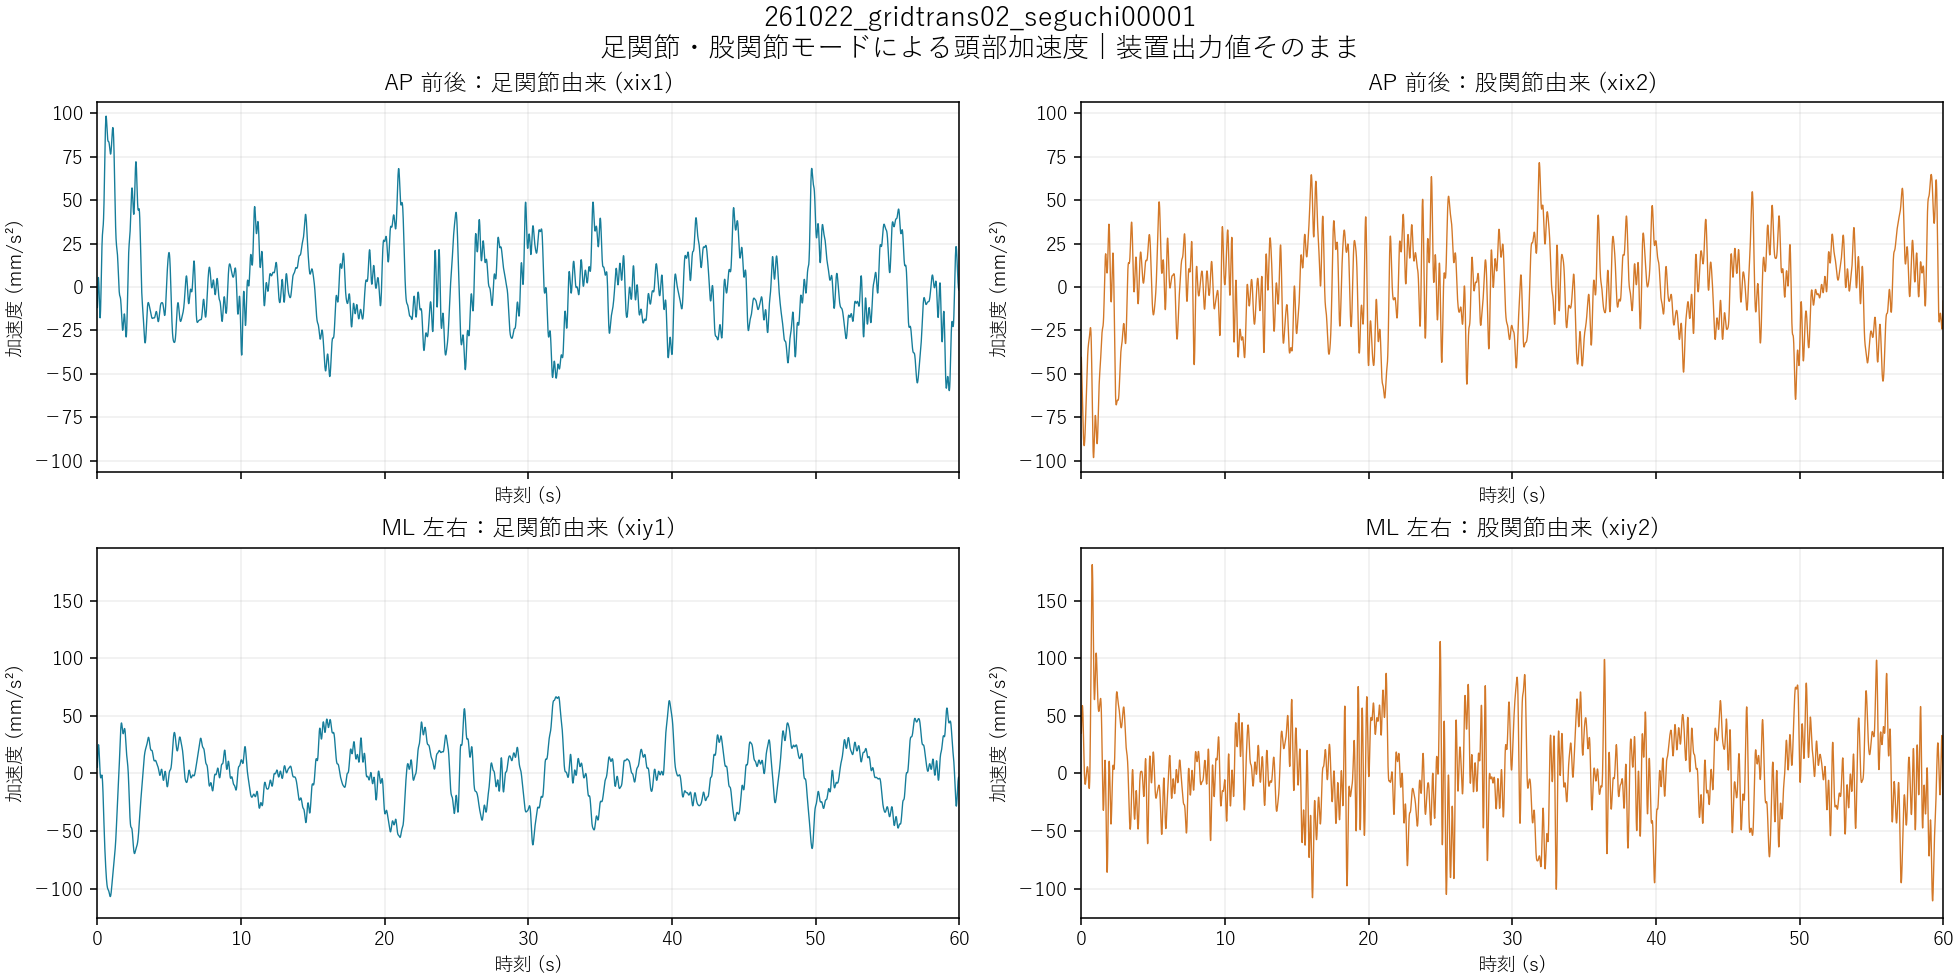 261022_gridtrans02_seguchi00001
足関節・股関節モードによる頭部加速度｜装置出力値そのまま
AP 前後：足関節由来 (xix1)
加速度 (mm/s²)
100
75
50
25
0
−25
−50
−75
−100
時刻 (s)
AP 前後：股関節由来 (xix2)
加速度 (mm/s²)
100
75
50
25
0
−25
−50
−75
−100
時刻 (s)
ML 左右：足関節由来 (xiy1)
加速度 (mm/s²)
150
100
50
0
−50
−100
0 10 20 30 40 50 60
時刻 (s)
ML 左右：股関節由来 (xiy2)
加速度 (mm/s²)
150
100
50
0
−50
−100
0 10 20 30 40 50 60
時刻 (s)